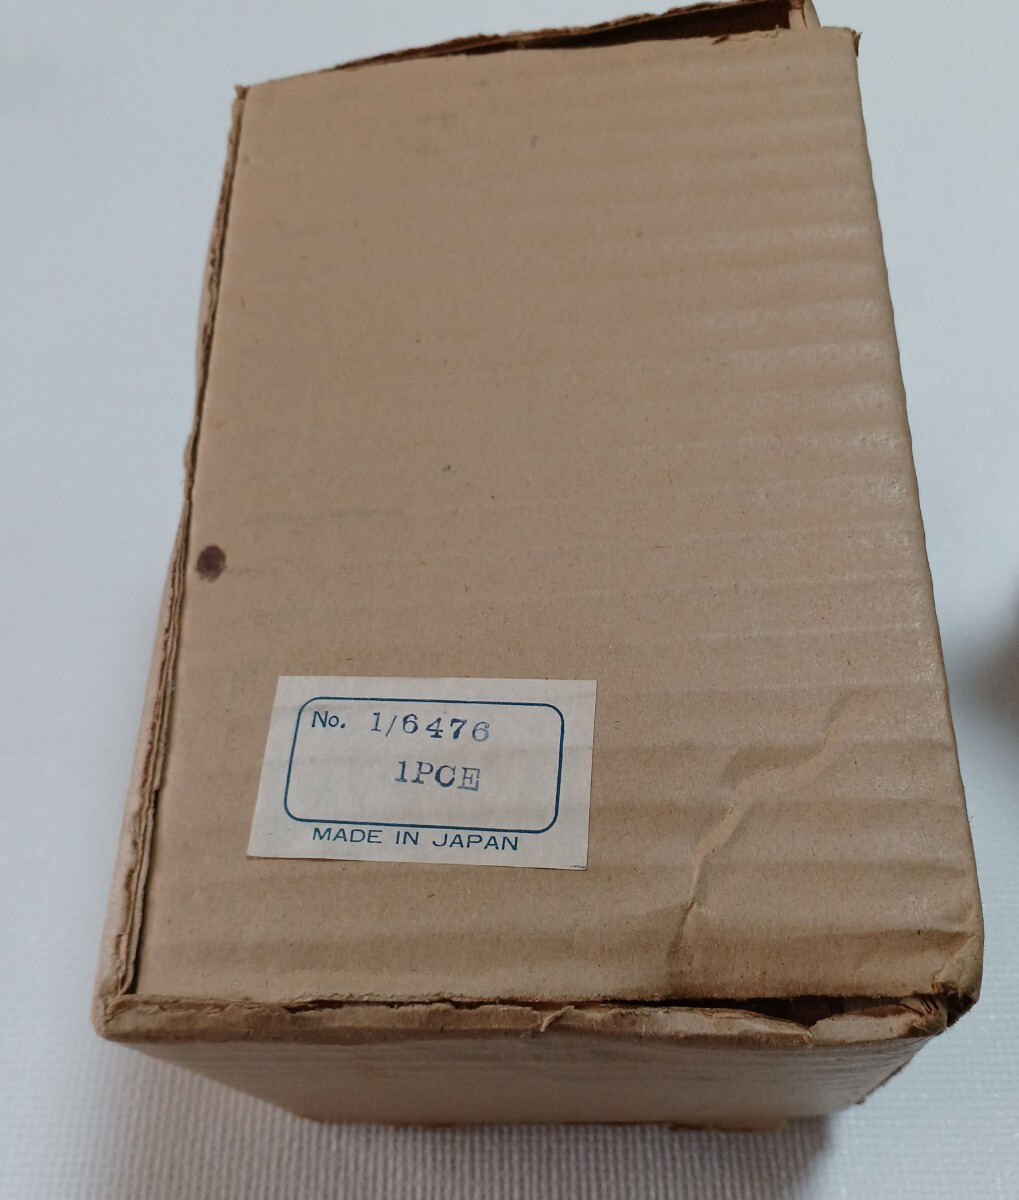 No. 1/6476
1PCE
MADE IN JAPAN